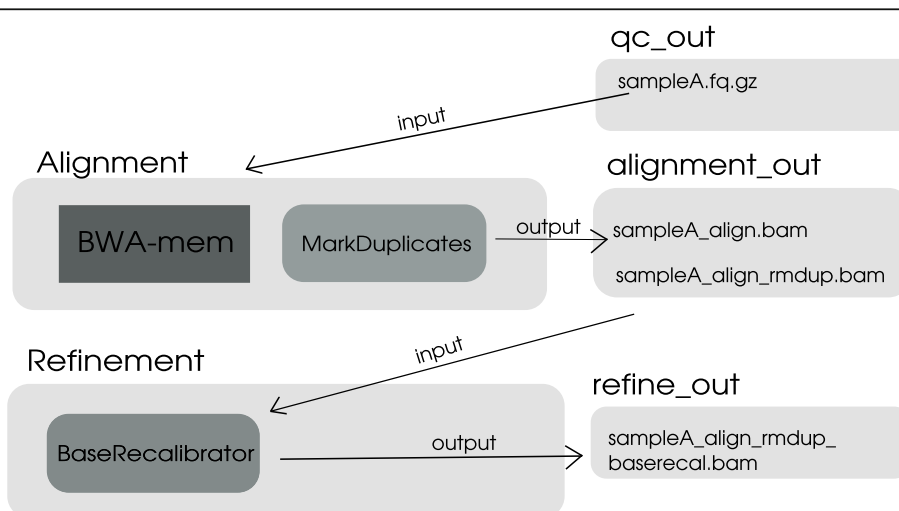 qc_out
sampleA.fq.gz
input
Alignment
alignment_out
BWA-mem
MarkDuplicates
output
sampleA_align.bam
sampleA_align_rmdup.bam
input
Refinement
refine_out
BaseRecalibrator
output
sampleA_align_rmdup_
baserecal.bam